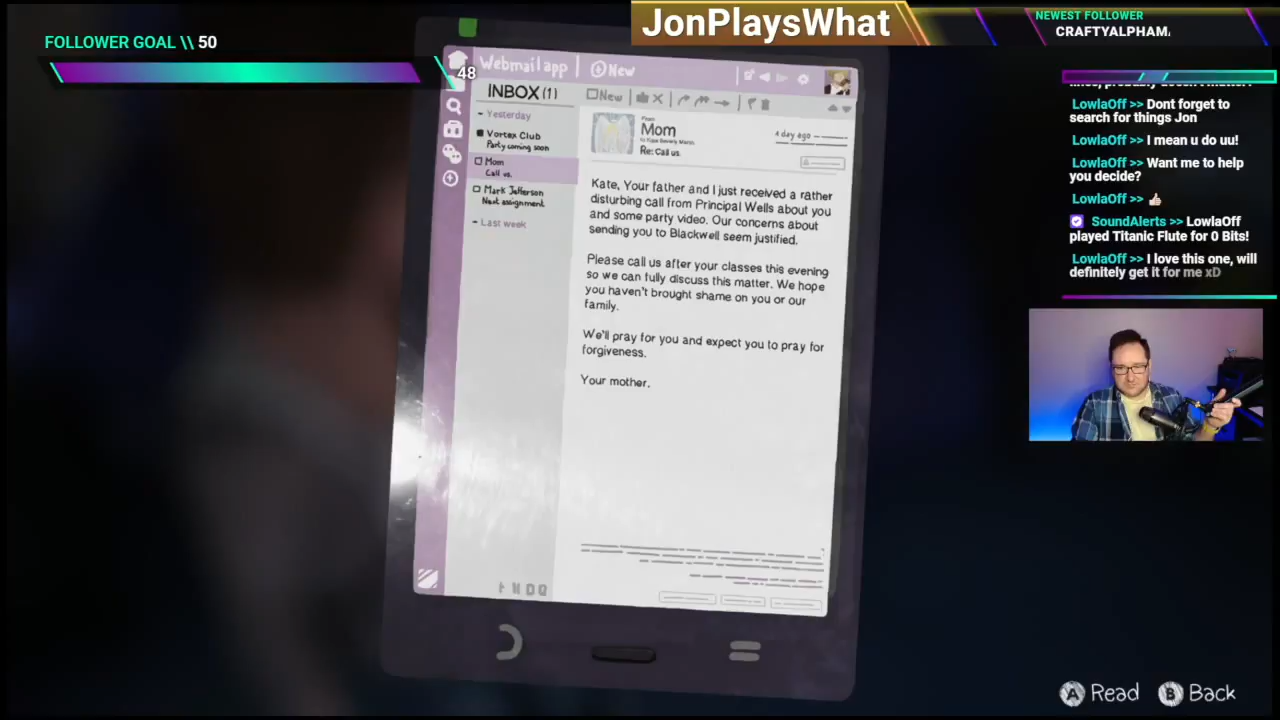 FOLLOWER GOAL \\ 50
48
JonPlaysWhat
NEWEST FOLLOWER
CRAFTYALPHAM
Webmail app
New
INBOX (1)
- Yesterday
Vortex Club
Party coming soon
Mom
Call us.
Mark Jefferson
Next assignment
- Last week
New
From
Mom
Re: Call us.
1 day ago
Kate, Your father and I just received a rather
disturbing call from Principal Wells about you
and some party video. Our concerns about
sending you to Blackwell seem justified.
Please call us after your classes this evening
so we can fully discuss this matter. We hope
you haven't brought shame on you or our
family.
We'll pray for you and expect you to pray for
forgiveness.
Your mother.
LowlaOff >> Dont forget to
search for things Jon
LowlaOff >> I mean u do uu!
LowlaOff >> Want me to help
you decide?
LowlaOff >> 👍🏻
SoundAlerts >> LowlaOff
played Titanic Flute for 0 Bits!
LowlaOff >> I love this one, will
definitely get it for me xD
A Read B Back